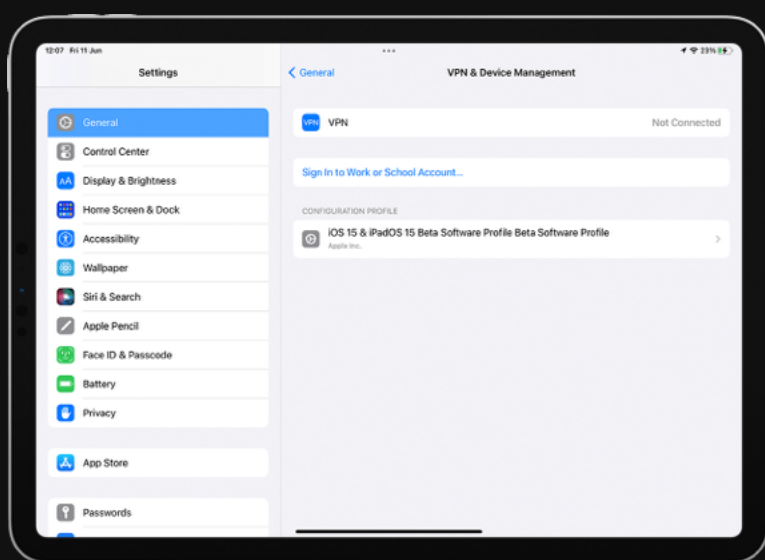 12:07 Fri 11 Jun
23%
Settings
General
VPN & Device Management
General
Control Center
AA Display & Brightness
Home Screen & Dock
Accessibility
Wallpaper
Siri & Search
Apple Pencil
Face ID & Passcode
Battery
Privacy
App Store
Passwords
VPN VPN Not Connected
Sign In to Work or School Account...
CONFIGURATION PROFILE
iOS 15 & iPadOS 15 Beta Software Profile Beta Software Profile
Apple Inc.